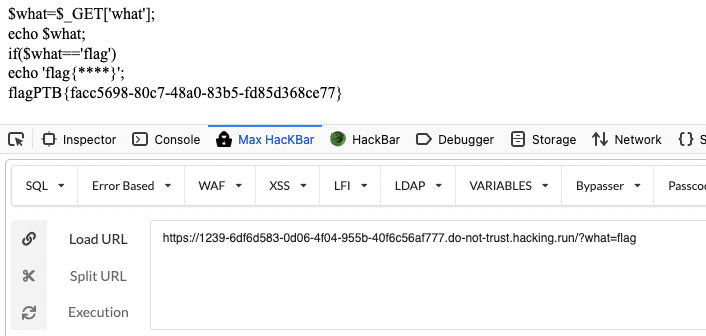 $what=$_GET['what'];
echo $what;
if($what=='flag')
echo 'flag{****}';
flagPTB{facc5698-80c7-48a0-83b5-fd85d368ce77}
Inspector Console Max HacKBar HackBar Debugger Storage Network {} S
SQL Error Based WAF XSS LFI LDAP VARIABLES Bypasser Passco
Load URL https://1239-6df6d583-0d06-4f04-955b-40f6c56af777.do-not-trust.hacking.run/?what=flag
Split URL
Execution